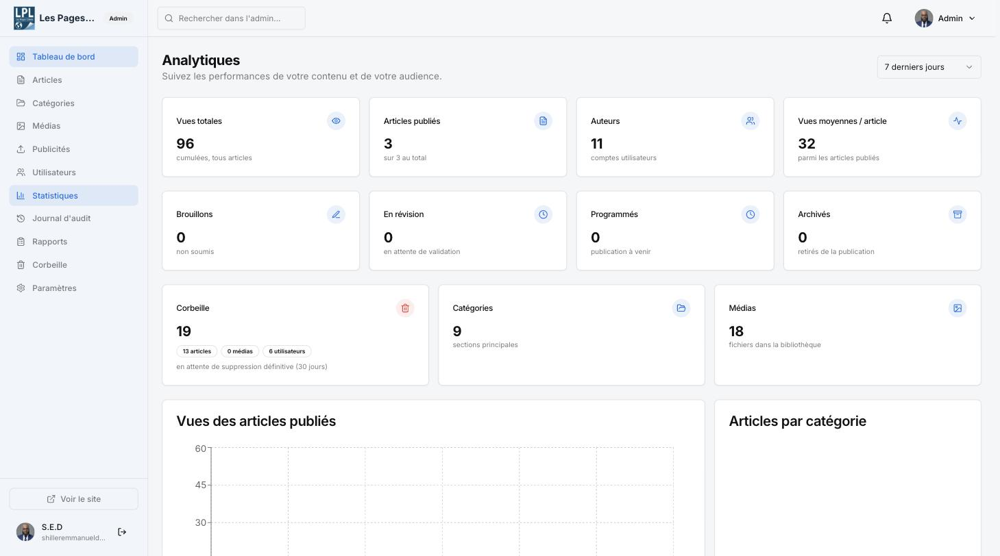 LPL
Les Pages...
Admin
Rechercher dans l'admin...
Admin
Tableau de bord
Articles
Catégories
Médias
Publicités
Utilisateurs
Statistiques
Journal d'audit
Rapports
Corbeille
Paramètres
Voir le site
S.E.D
shilleremmanueld...
Analytiques
Suivez les performances de votre contenu et de votre audience.
7 derniers jours
Vues totales
96
cumulées, tous articles
Articles publiés
3
sur 3 au total
Auteurs
11
comptes utilisateurs
Vues moyennes / article
32
parmi les articles publiés
Brouillons
0
non soumis
En révision
0
en attente de validation
Programmés
0
publication à venir
Archivés
0
retirés de la publication
Corbeille
19
13 articles
0 médias
6 utilisateurs
en attente de suppression définitive (30 jours)
Catégories
9
sections principales
Médias
18
fichiers dans la bibliothèque
Vues des articles publiés
60
45
30
Articles par catégorie